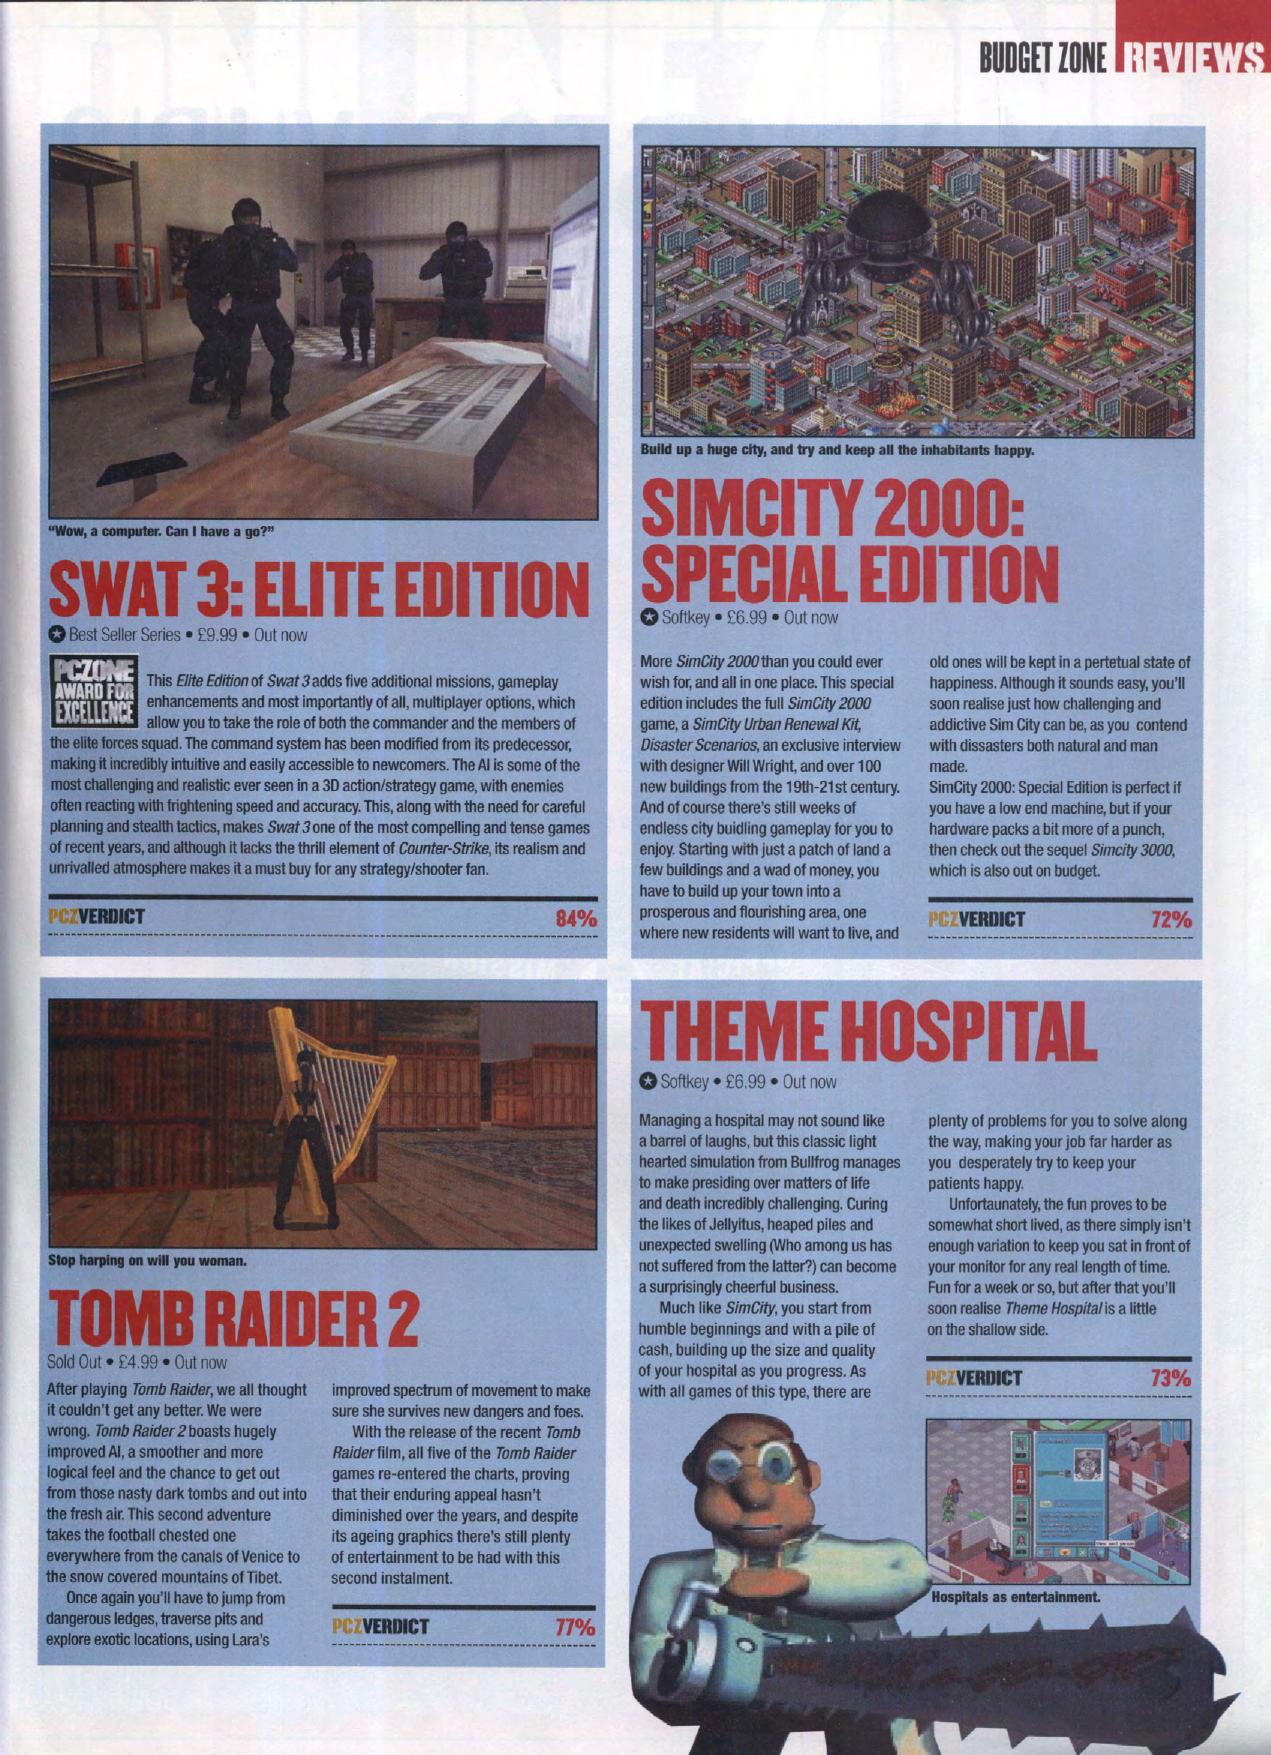 BUDGET ZONE REVIEWS
"Wow, a computer. Can I have a go?"
SWAT 3: ELITE EDITION
Best Seller Series • £9.99 • Out now
PCZONE
AWARD FOR
EXCELLENCE
This Elite Edition of Swat 3 adds five additional missions, gameplay
enhancements and most importantly of all, multiplayer options, which
allow you to take the role of both the commander and the members of
the elite forces squad. The command system has been modified from its predecessor,
making it incredibly intuitive and easily accessible to newcomers. The AI is some of the
most challenging and realistic ever seen in a 3D action/strategy game, with enemies
often reacting with frightening speed and accuracy. This, along with the need for careful
planning and stealth tactics, makes Swat 3 one of the most compelling and tense games
of recent years, and although it lacks the thrill element of Counter-Strike, its realism and
unrivalled atmosphere makes it a must buy for any strategy/shooter fan.
PCZVERDICT 84%
Build up a huge city, and try and keep all the inhabitants happy.
SIMCITY 2000:
SPECIAL EDITION
Softkey • £6.99 • Out now
More SimCity 2000 than you could ever
wish for, and all in one place. This special
edition includes the full SimCity 2000
game, a SimCity Urban Renewal Kit,
Disaster Scenarios, an exclusive interview
with designer Will Wright, and over 100
new buildings from the 19th-21st century.
And of course there's still weeks of
endless city buidling gameplay for you to
enjoy. Starting with just a patch of land a
few buildings and a wad of money, you
have to build up your town into a
prosperous and flourishing area, one
where new residents will want to live, and
old ones will be kept in a pertetual state of
happiness. Although it sounds easy, you'll
soon realise just how challenging and
addictive Sim City can be, as you contend
with dissasters both natural and man
made.
SimCity 2000: Special Edition is perfect if
you have a low end machine, but if your
hardware packs a bit more of a punch,
then check out the sequel Simcity 3000,
which is also out on budget.
PCZVERDICT 72%
Stop harping on will you woman.
TOMB RAIDER 2
Sold Out • £4.99 • Out now
After playing Tomb Raider, we all thought
it couldn't get any better. We were
wrong. Tomb Raider 2 boasts hugely
improved AI, a smoother and more
logical feel and the chance to get out
from those nasty dark tombs and out into
the fresh air. This second adventure
takes the football chested one
everywhere from the canals of Venice to
the snow covered mountains of Tibet.
Once again you'll have to jump from
dangerous ledges, traverse pits and
explore exotic locations, using Lara's
improved spectrum of movement to make
sure she survives new dangers and foes.
With the release of the recent Tomb
Raider film, all five of the Tomb Raider
games re-entered the charts, proving
that their enduring appeal hasn't
diminished over the years, and despite
its ageing graphics there's still plenty
of entertainment to be had with this
second instalment.
PCZVERDICT 77%
THEME HOSPITAL
Softkey • £6.99 • Out now
Managing a hospital may not sound like
a barrel of laughs, but this classic light
hearted simulation from Bullfrog manages
to make presiding over matters of life
and death incredibly challenging. Curing
the likes of Jellyitus, heaped piles and
unexpected swelling (Who among us has
not suffered from the latter?) can become
a surprisingly cheerful business.
Much like SimCity, you start from
humble beginnings and with a pile of
cash, building up the size and quality
of your hospital as you progress. As
with all games of this type, there are
plenty of problems for you to solve along
the way, making your job far harder as
you desperately try to keep your
patients happy.
Unfortaunately, the fun proves to be
somewhat short lived, as there simply isn't
enough variation to keep you sat in front of
your monitor for any real length of time.
Fun for a week or so, but after that you'll
soon realise Theme Hospital is a little
on the shallow side.
PCZVERDICT 73%
Hospitals as entertainment.